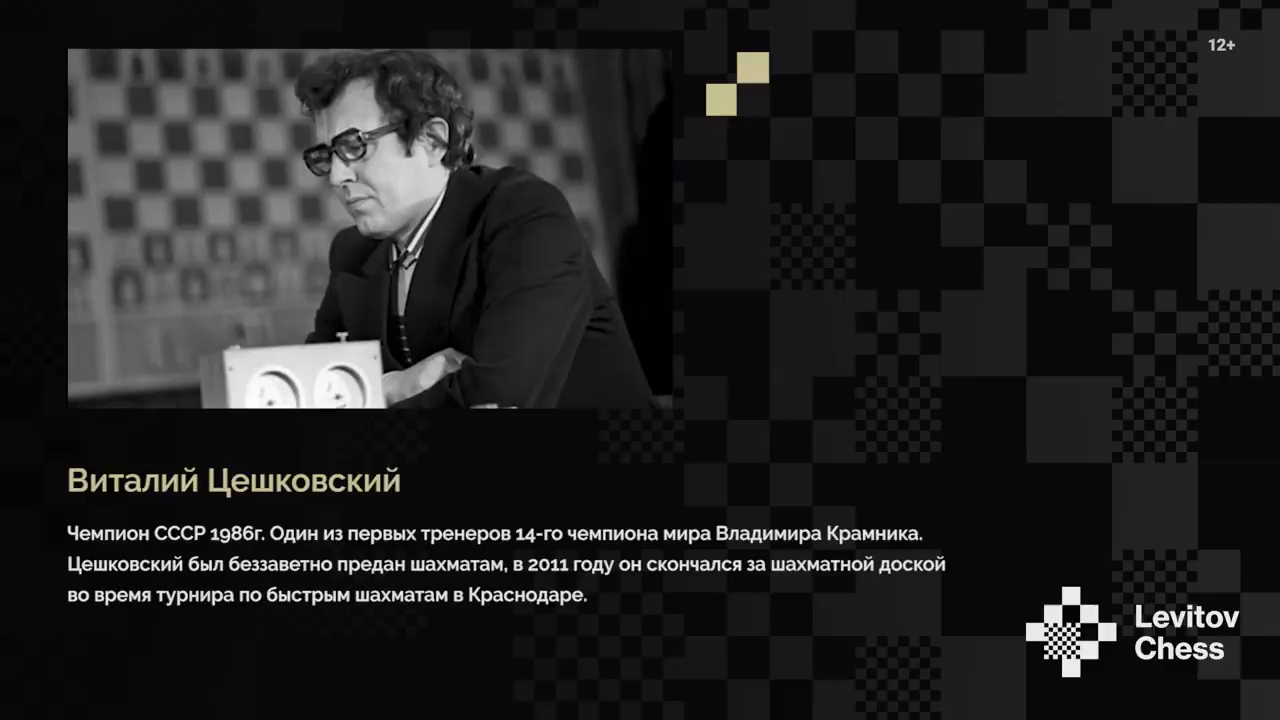 12+
Виталий Цешковский
Чемпион СССР 1986г. Один из первых тренеров 14-го чемпиона мира Владимира Крамника.
Цешковский был беззаветно предан шахматам, в 2011 году он скончался за шахматной доской
во время турнира по быстрым шахматам в Краснодаре.
Levitov
Chess